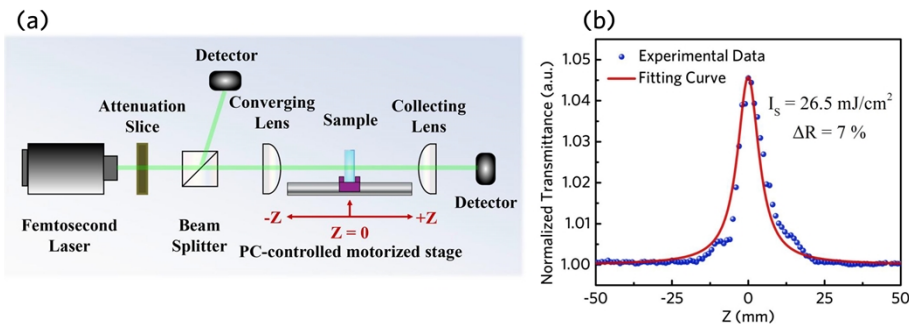 (a)
Detector
Attenuation
Slice
Converging
Lens
Sample
Collecting
Lens
Femtosecond
Laser
Beam
Splitter
-Z
+Z
Z = 0
PC-controlled motorized stage
Detector
(b)
Normalized Transmittance (a.u.)
1.05
1.04
1.03
1.02
1.01
1.00
Experimental Data
Fitting Curve
I_S = 26.5 mJ/cm²
ΔR = 7 %
-50
-25
0
25
50
Z (mm)